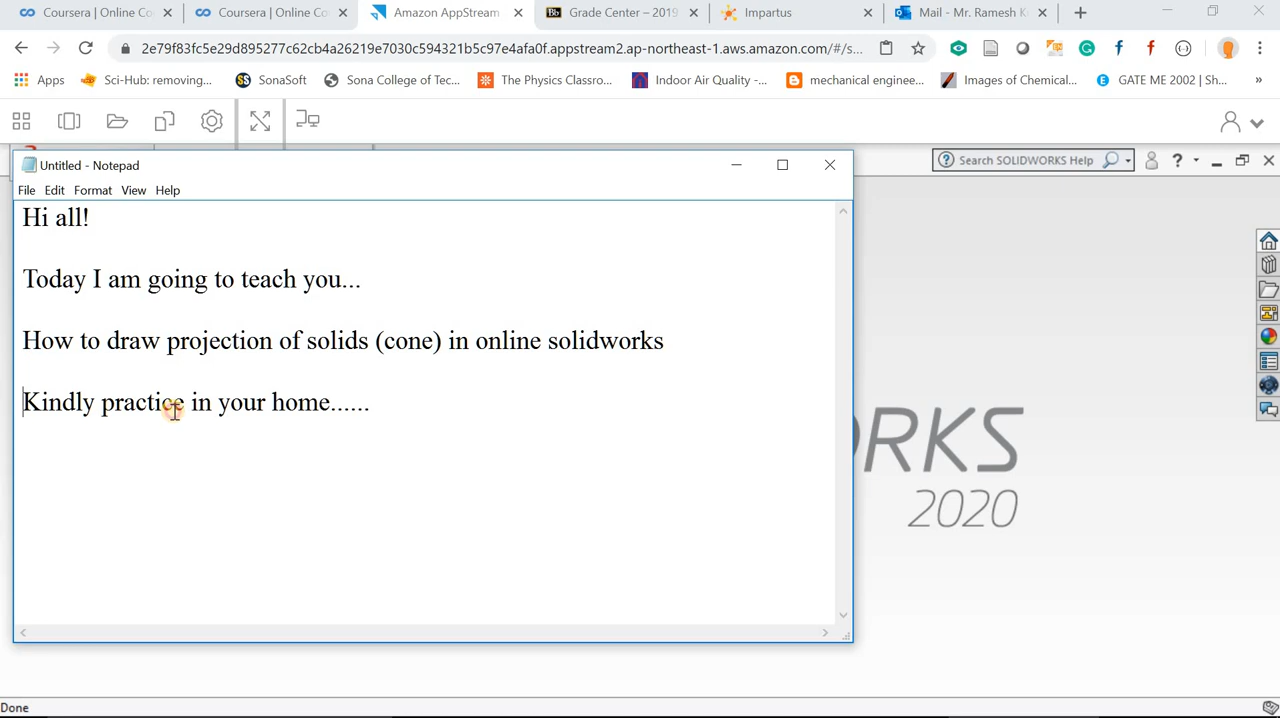 Coursera | Online Co
Coursera | Online Co
Amazon AppStream
Bb Grade Center – 2019
Impartus
Mail - Mr. Ramesh K
2e79f83fc5e29d895277c62cb4a26219e7030c594321b5c97e4afa0f.appstream2.ap-northeast-1.aws.amazon.com/#/s...
Apps
Sci-Hub: removing...
SonaSoft
Sona College of Tec...
The Physics Classro...
Indoor Air Quality -...
mechanical enginee...
Images of Chemical...
GATE ME 2002 | Shi...
»
Untitled - Notepad
Search SOLIDWORKS Help
File Edit Format View Help
Hi all!
Today I am going to teach you...
How to draw projection of solids (cone) in online solidworks
Kindly practice in your home......
ORKS
2020
Done